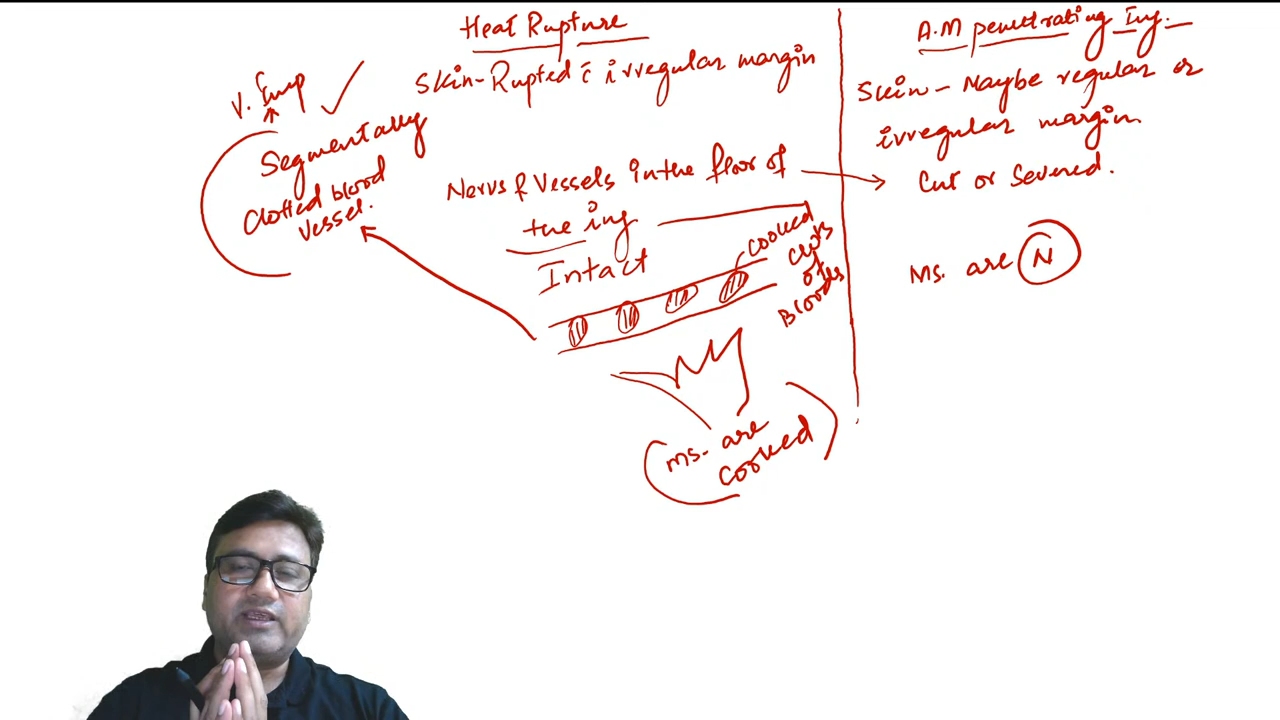 Heat Rupture
Skin-Rupted c̄ irregular margin
V. Imp
Segmentally
Clotted blood
Vessel.
Nervs & Vessels in the floor of
the inj
Intact
cooked
clots
of
Bloods
ms. are
cooked
A.M penetrating Inj.
Skin - Maybe regular or
irregular margin.
Cut or Severed.
Ms. are N